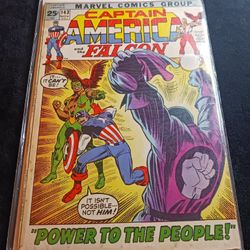 MARVEL COMICS GROUP
25¢
143
CAPTAIN
AMERICA
and the
FALCON
IT
CAN'T
BE!
IT ISN'T
POSSIBLE--
NOT HIM!
"POWER TO THE PEOPLE!"